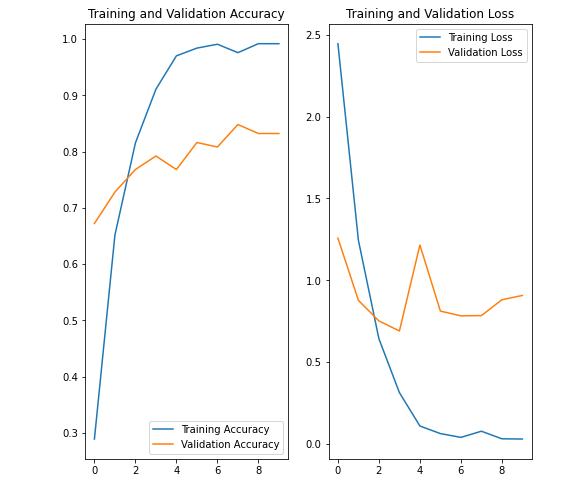 Training and Validation Accuracy
1.0
0.9
0.8
0.7
0.6
0.5
0.4
0.3
0 2 4 6 8
Training Accuracy
Validation Accuracy
Training and Validation Loss
2.5
2.0
1.5
1.0
0.5
0.0
0 2 4 6 8
Training Loss
Validation Loss